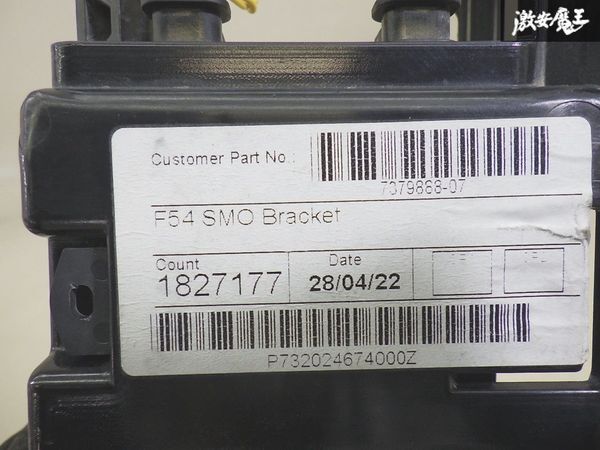 激安魔王
Customer Part No.:
7379868-07
F54 SMO Bracket
Count
1827177
Date
28/04/22
P732024674000Z